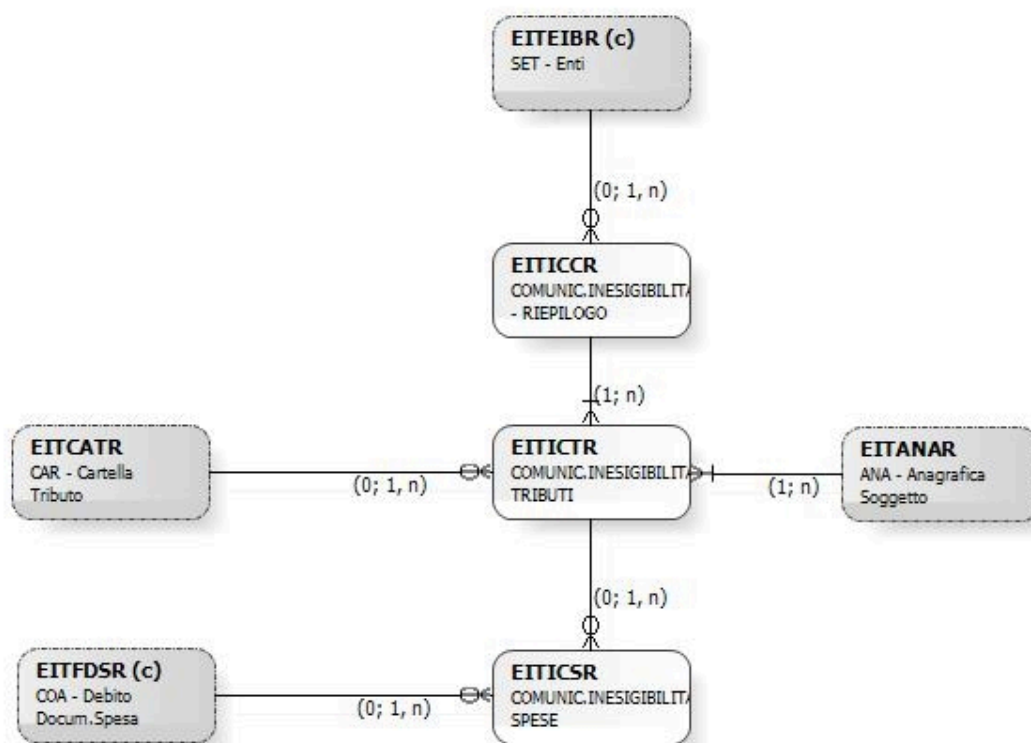 EITEIBR (c)
SET - Enti
(0; 1, n)
EITICCR
COMUNIC.INESIGIBILITA
- RIEPILOGO
(1; n)
EITCATR
CAR - Cartella
Tributo
(0; 1, n)
EITICTR
COMUNIC.INESIGIBILITA
TRIBUTI
(1; n)
EITANAR
ANA - Anagrafica
Soggetto
(0; 1, n)
EITFDSR (c)
COA - Debito
Docum.Spesa
(0; 1, n)
EITICSR
COMUNIC.INESIGIBILITA
SPESE